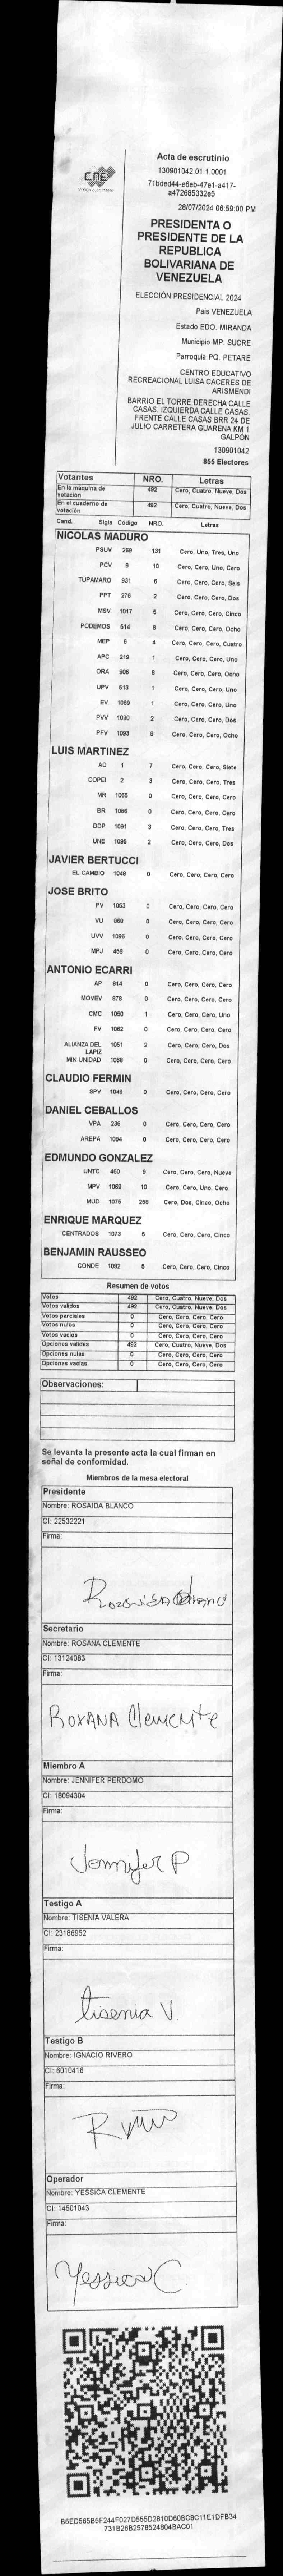 CNE
Acta de escrutinio
130901042.01.1.0001
71bded44-e5eb-47e1-a417-
a472685332e5
28/07/2024 06:59:00 PM
PRESIDENTA O
PRESIDENTE DE LA
REPUBLICA
BOLIVARIANA DE
VENEZUELA
ELECCIÓN PRESIDENCIAL 2024
Pais VENEZUELA
Estado EDO. MIRANDA
Municipio MP. SUCRE
Parroquia PQ. PETARE
CENTRO EDUCATIVO
RECREACIONAL LUISA CACERES DE
ARISMENDI
BARRIO EL TORRE DERECHA CALLE
CASAS. IZQUIERDA CALLE CASAS.
FRENTE CALLE CASAS BRR 24 DE
JULIO CARRETERA GUARENA KM 1
GALPÓN
130901042
855 Electores
Votantes NRO. Letras
En la máquina de votación 492 Cero, Cuatro, Nueve, Dos
En el cuaderno de votación 492 Cero, Cuatro, Nueve, Dos
Cand. Sigla Código NRO. Letras
NICOLAS MADURO
PSUV 269 131 Cero, Uno, Tres, Uno
PCV 9 10 Cero, Cero, Uno, Cero
TUPAMARO 931 6 Cero, Cero, Cero, Seis
PPT 278 2 Cero, Cero, Cero, Dos
MSV 1017 5 Cero, Cero, Cero, Cinco
PODEMOS 514 8 Cero, Cero, Cero, Ocho
MEP 6 4 Cero, Cero, Cero, Cuatro
APC 219 1 Cero, Cero, Cero, Uno
ORA 906 8 Cero, Cero, Cero, Ocho
UPV 513 1 Cero, Cero, Cero, Uno
EV 1089 1 Cero, Cero, Cero, Uno
PVV 1090 2 Cero, Cero, Cero, Dos
PFV 1093 8 Cero, Cero, Cero, Ocho
LUIS MARTINEZ
AD 1 7 Cero, Cero, Cero, Siete
COPEI 2 3 Cero, Cero, Cero, Tres
MR 1065 0 Cero, Cero, Cero, Cero
BR 1066 0 Cero, Cero, Cero, Cero
DDP 1091 3 Cero, Cero, Cero, Tres
UNE 1095 2 Cero, Cero, Cero, Dos
JAVIER BERTUCCI
EL CAMBIO 1048 0 Cero, Cero, Cero, Cero
JOSE BRITO
PV 1053 0 Cero, Cero, Cero, Cero
VU 868 0 Cero, Cero, Cero, Cero
UVV 1096 0 Cero, Cero, Cero, Cero
MPJ 458 0 Cero, Cero, Cero, Cero
ANTONIO ECARRI
AP 814 0 Cero, Cero, Cero, Cero
MOVEV 878 0 Cero, Cero, Cero, Cero
CMC 1050 1 Cero, Cero, Cero, Uno
FV 1062 0 Cero, Cero, Cero, Cero
ALIANZA DEL LAPIZ 1051 2 Cero, Cero, Cero, Dos
MIN UNIDAD 1068 0 Cero, Cero, Cero, Cero
CLAUDIO FERMIN
SPV 1049 0 Cero, Cero, Cero, Cero
DANIEL CEBALLOS
VPA 236 0 Cero, Cero, Cero, Cero
AREPA 1094 0 Cero, Cero, Cero, Cero
EDMUNDO GONZALEZ
UNTC 460 9 Cero, Cero, Cero, Nueve
MPV 1069 10 Cero, Cero, Uno, Cero
MUD 1075 258 Cero, Dos, Cinco, Ocho
ENRIQUE MARQUEZ
CENTRADOS 1073 5 Cero, Cero, Cero, Cinco
BENJAMIN RAUSSEO
CONDE 1092 5 Cero, Cero, Cero, Cinco
Resumen de votos
Votos 492 Cero, Cuatro, Nueve, Dos
Votos validos 492 Cero, Cuatro, Nueve, Dos
Votos parciales 0 Cero, Cero, Cero, Cero
Votos nulos 0 Cero, Cero, Cero, Cero
Votos vacios 0 Cero, Cero, Cero, Cero
Opciones validas 492 Cero, Cuatro, Nueve, Dos
Opciones nulas 0 Cero, Cero, Cero, Cero
Opciones vacias 0 Cero, Cero, Cero, Cero
Observaciones:
Se levanta la presente acta la cual firman en
señal de conformidad.
Miembros de la mesa electoral
Presidente
Nombre: ROSAIDA BLANCO
CI: 22532221
Firma:
Secretario
Nombre: ROSANA CLEMENTE
CI: 13124083
Firma:
ROXANA Clemente
Miembro A
Nombre: JENNIFER PERDOMO
CI: 18094304
Firma:
Jennifer P
Testigo A
Nombre: TISENIA VALERA
CI: 23186952
Firma:
Tisenia V.
Testigo B
Nombre: IGNACIO RIVERO
CI: 6010416
Firma:
Operador
Nombre: YESSICA CLEMENTE
CI: 14501043
Firma:
Yessica C
B6ED565B5F244F027D555D2810D60BC8C11E1DFB34
731B26B2578524804BAC01